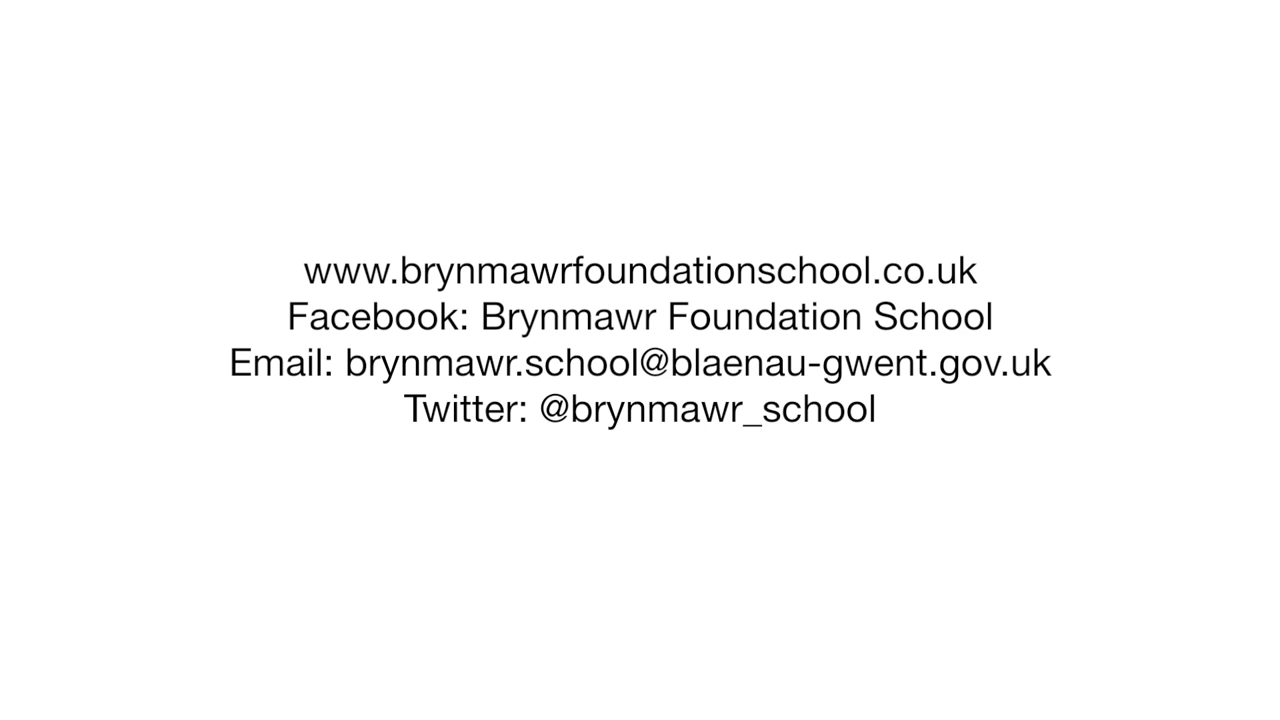 www.brynmawrfoundationschool.co.uk
Facebook: Brynmawr Foundation School
Email: brynmawr.school@blaenau-gwent.gov.uk
Twitter: @brynmawr_school